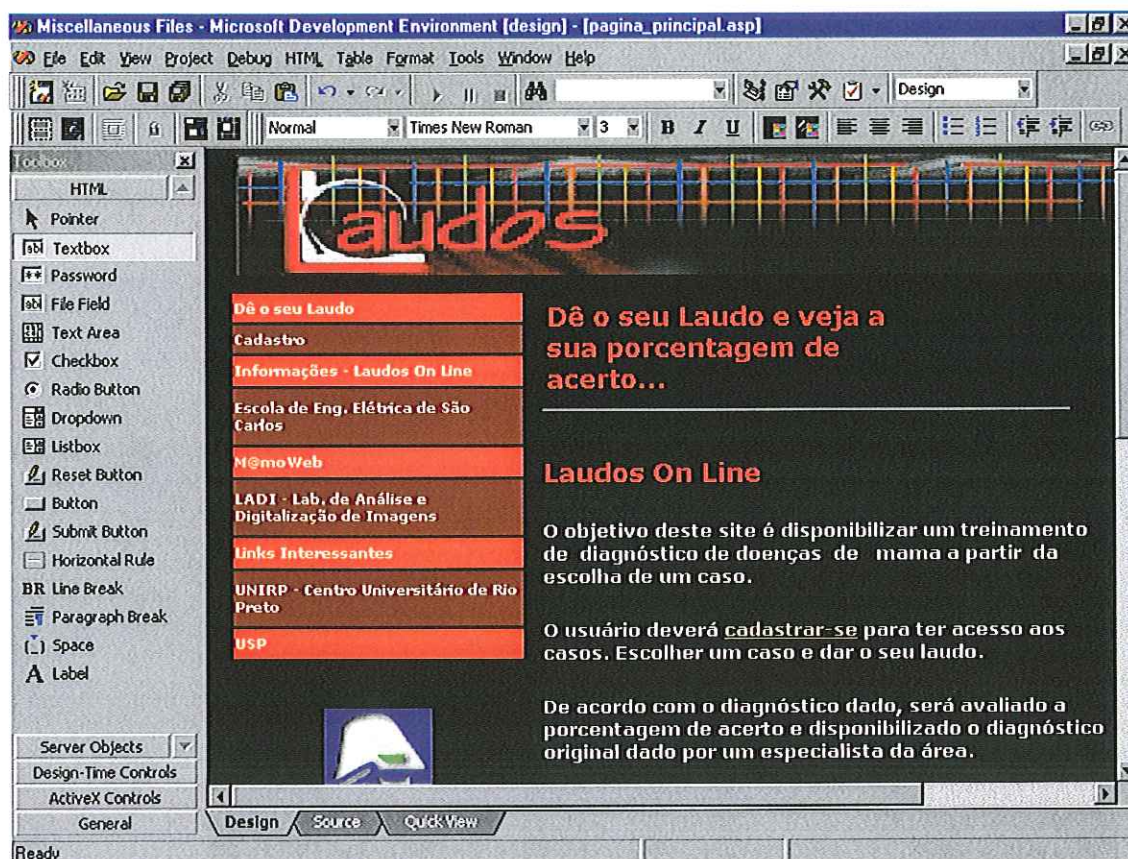 Miscellaneous Files - Microsoft Development Environment [design] - [pagina_principal.asp]
File Edit View Project Debug HTML Table Format Tools Window Help
Design
Normal Times New Roman 3 B I U
Toolbox
HTML
Pointer
Textbox
Password
File Field
Text Area
Checkbox
Radio Button
Dropdown
Listbox
Reset Button
Button
Submit Button
Horizontal Rule
BR Line Break
Paragraph Break
Space
A Label
Server Objects
Design-Time Controls
ActiveX Controls
General
Laudos
Dê o seu Laudo
Cadastro
Informações - Laudos On Line
Escola de Eng. Elétrica de São
Carlos
M@moWeb
LADI - Lab. de Análise e
Digitalização de Imagens
Links Interessantes
UNIRP - Centro Universitário de Rio
Preto
USP
Dê o seu Laudo e veja a
sua porcentagem de
acerto...
Laudos On Line
O objetivo deste site é disponibilizar um treinamento
de diagnóstico de doenças de mama a partir da
escolha de um caso.
O usuário deverá cadastrar-se para ter acesso aos
casos. Escolher um caso e dar o seu laudo.
De acordo com o diagnóstico dado, será avaliado a
porcentagem de acerto e disponibilizado o diagnóstico
original dado por um especialista da área.
Design Source Quick View
Ready